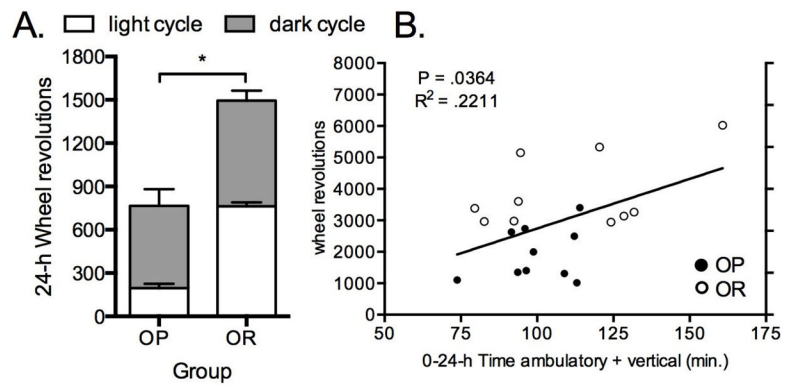 A.
light cycle
dark cycle
24-h Wheel revolutions
1800
1500
1200
900
600
300
0
*
OP
OR
Group
B.
wheel revolutions
8000
7000
6000
5000
4000
3000
2000
1000
0
P = .0364
R² = .2211
OP
OR
50
75
100
125
150
175
0-24-h Time ambulatory + vertical (min.)